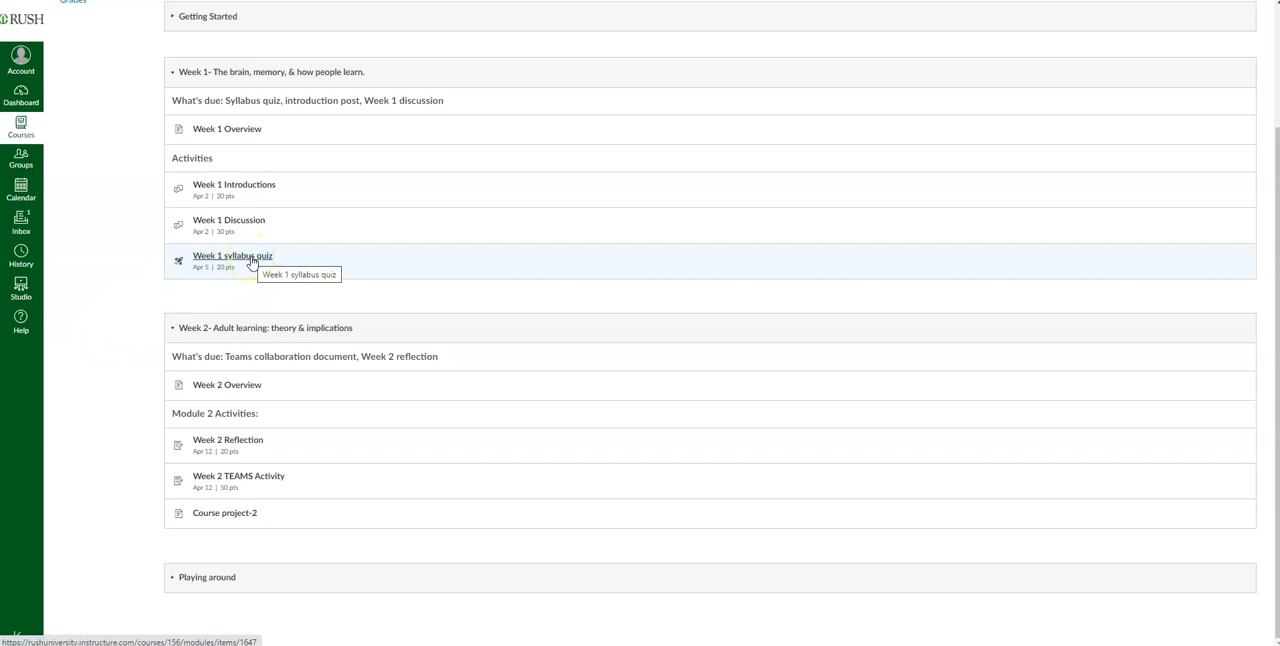 Grades
RUSH
Getting Started
Account
Week 1- The brain, memory, & how people learn.
Dashboard
What's due: Syllabus quiz, introduction post, Week 1 discussion
Courses
Week 1 Overview
Groups
Activities
Calendar
Week 1 Introductions
Apr 2 | 20 pts
1
Inbox
Week 1 Discussion
Apr 2 | 30 pts
History
Week 1 syllabus quiz
Apr 5 | 20 pts
Week 1 syllabus quiz
Studio
Help
Week 2- Adult learning: theory & implications
What's due: Teams collaboration document, Week 2 reflection
Week 2 Overview
Module 2 Activities:
Week 2 Reflection
Apr 12 | 20 pts
Week 2 TEAMS Activity
Apr 12 | 50 pts
Course project-2
Playing around
https://rushuniversity.instructure.com/courses/156/modules/items/1647